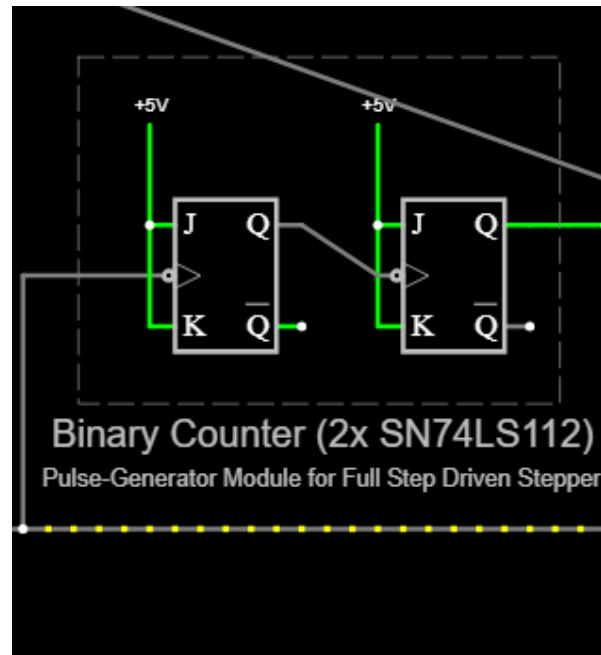 +5V +5V
J Q J Q
K Q̅ K Q̅
Binary Counter (2x SN74LS112)
Pulse-Generator Module for Full Step Driven Stepper